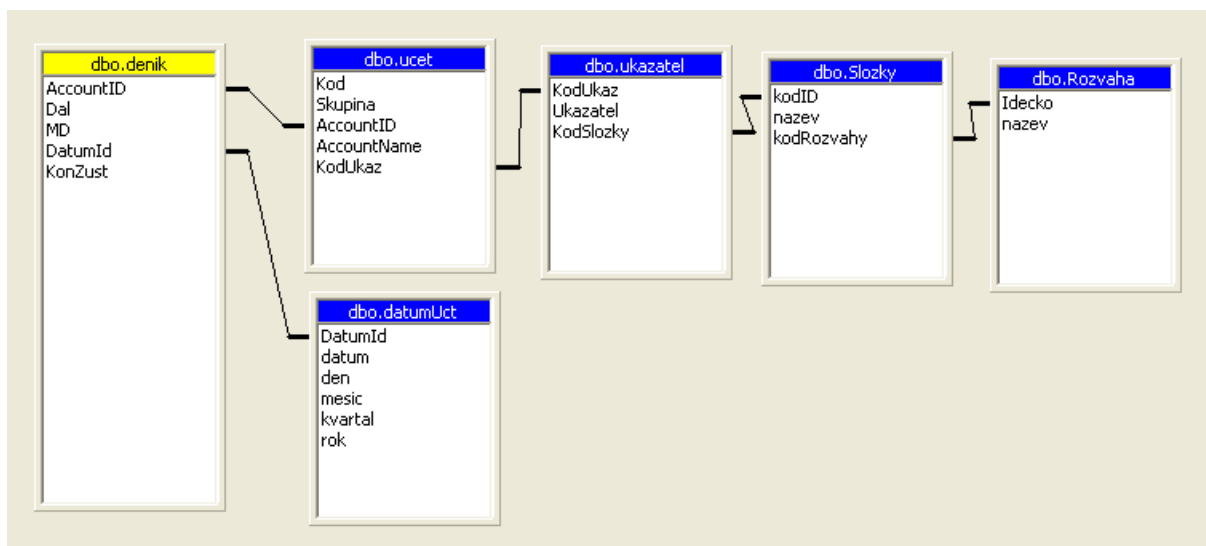 dbo.denik
AccountID
Dal
MD
DatumId
KonZust
dbo.ucet
Kod
Skupina
AccountID
AccountName
KodUkaz
dbo.ukazatel
KodUkaz
Ukazatel
KodSlozky
dbo.Slozky
kodID
nazev
kodRozvahy
dbo.Rozvaha
Idecko
nazev
dbo.datumUct
DatumId
datum
den
mesic
kvartal
rok